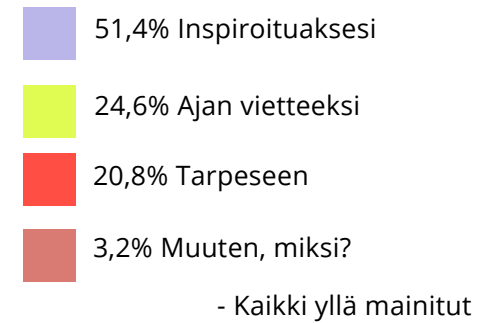 51,4% Inspiroituaksesi
24,6% Ajan vietteeksi
20,8% Tarpeseen
3,2% Muuten, miksi?
- Kaikki yllä mainitut